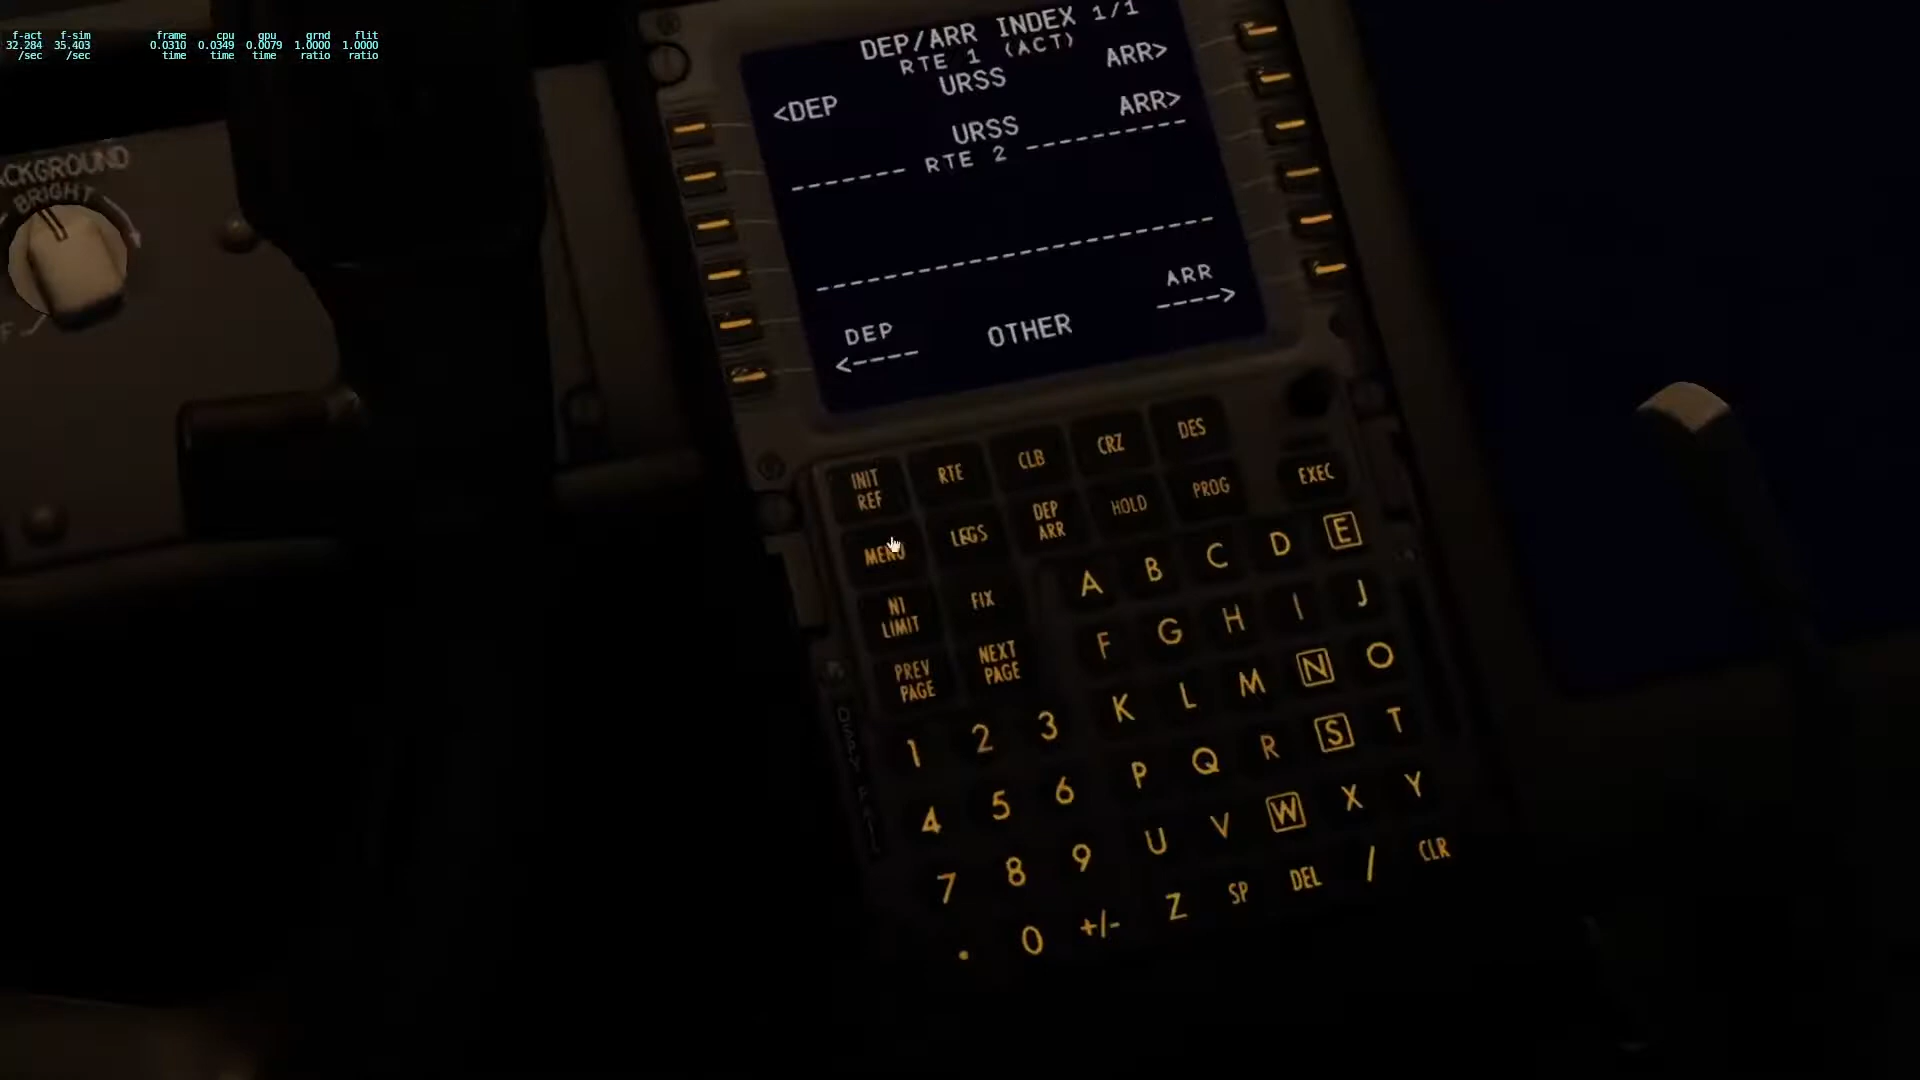 f-act f-sim frame cpu gpu grnd flit
32.284 35.403 0.0310 0.0349 0.0079 1.0000 1.0000
/sec /sec time time time ratio ratio
BRIGHT
DEP/ARR INDEX 1/1
RTE 1 (ACT)
<DEP URSS ARR>
URSS ARR>
------- RTE 2 ----------
DEP OTHER ARR
<---- ---->
INIT REF RTE CLB CRZ DES
MENU LEGS DEP ARR HOLD PROG EXEC
N1 LIMIT FIX A B C D E
PREV PAGE NEXT PAGE F G H I J
1 2 3 K L M N O
4 5 6 P Q R S T
7 8 9 U V W X Y
. 0 +/- Z SP DEL / CLR